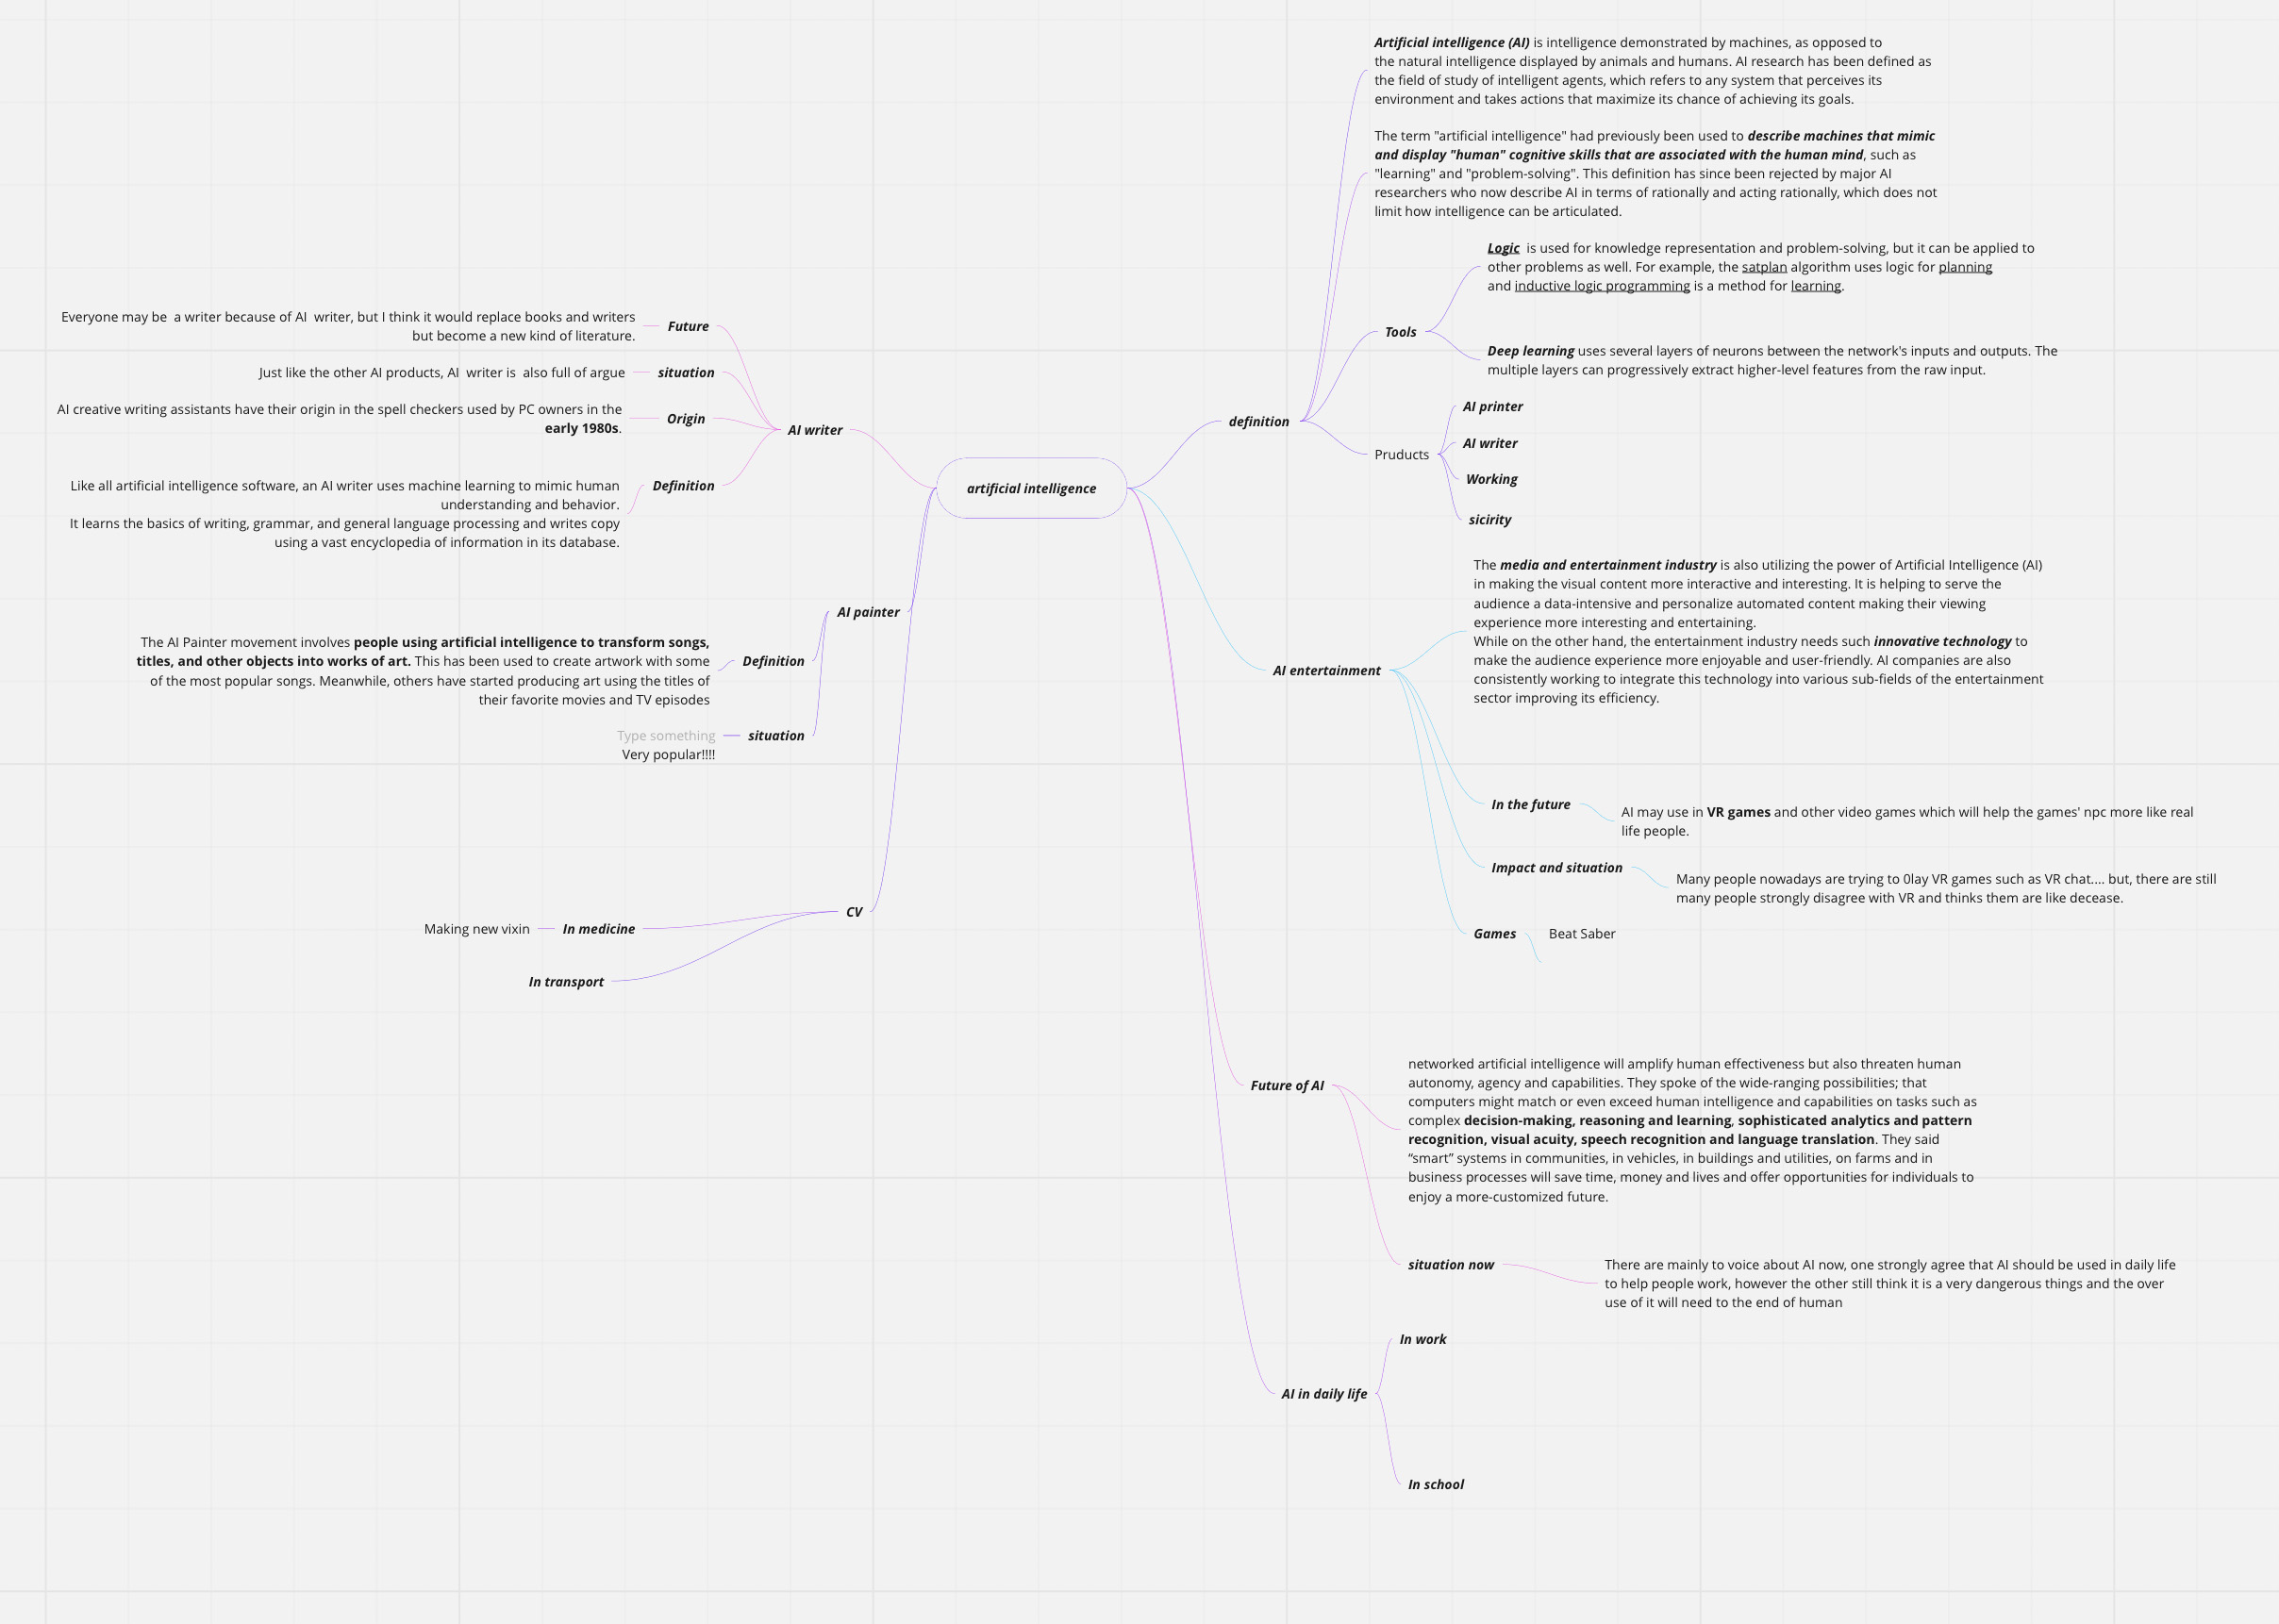 artificial intelligence
definition
Artificial intelligence (AI) is intelligence demonstrated by machines, as opposed to
the natural intelligence displayed by animals and humans. AI research has been defined as
the field of study of intelligent agents, which refers to any system that perceives its
environment and takes actions that maximize its chance of achieving its goals.
The term "artificial intelligence" had previously been used to describe machines that mimic
and display "human" cognitive skills that are associated with the human mind, such as
"learning" and "problem-solving". This definition has since been rejected by major AI
researchers who now describe AI in terms of rationally and acting rationally, which does not
limit how intelligence can be articulated.
Tools
Logic is used for knowledge representation and problem-solving, but it can be applied to
other problems as well. For example, the satplan algorithm uses logic for planning
and inductive logic programming is a method for learning.
Deep learning uses several layers of neurons between the network's inputs and outputs. The
multiple layers can progressively extract higher-level features from the raw input.
Pruducts
AI printer
AI writer
Working
sicirity
AI entertainment
The media and entertainment industry is also utilizing the power of Artificial Intelligence (AI)
in making the visual content more interactive and interesting. It is helping to serve the
audience a data-intensive and personalize automated content making their viewing
experience more interesting and entertaining.
While on the other hand, the entertainment industry needs such innovative technology to
make the audience experience more enjoyable and user-friendly. AI companies are also
consistently working to integrate this technology into various sub-fields of the entertainment
sector improving its efficiency.
In the future
AI may use in VR games and other video games which will help the games' npc more like real
life people.
Impact and situation
Many people nowadays are trying to 0lay VR games such as VR chat.... but, there are still
many people strongly disagree with VR and thinks them are like decease.
Games
Beat Saber
Future of AI
networked artificial intelligence will amplify human effectiveness but also threaten human
autonomy, agency and capabilities. They spoke of the wide-ranging possibilities; that
computers might match or even exceed human intelligence and capabilities on tasks such as
complex decision-making, reasoning and learning, sophisticated analytics and pattern
recognition, visual acuity, speech recognition and language translation. They said
“smart” systems in communities, in vehicles, in buildings and utilities, on farms and in
business processes will save time, money and lives and offer opportunities for individuals to
enjoy a more-customized future.
situation now
There are mainly to voice about AI now, one strongly agree that AI should be used in daily life
to help people work, however the other still think it is a very dangerous things and the over
use of it will need to the end of human
AI in daily life
In work
In school
AI writer
Future
Everyone may be a writer because of AI writer, but I think it would replace books and writers
but become a new kind of literature.
situation
Just like the other AI products, AI writer is also full of argue
Origin
AI creative writing assistants have their origin in the spell checkers used by PC owners in the
early 1980s.
Definition
Like all artificial intelligence software, an AI writer uses machine learning to mimic human
understanding and behavior.
It learns the basics of writing, grammar, and general language processing and writes copy
using a vast encyclopedia of information in its database.
AI painter
Definition
The AI Painter movement involves people using artificial intelligence to transform songs,
titles, and other objects into works of art. This has been used to create artwork with some
of the most popular songs. Meanwhile, others have started producing art using the titles of
their favorite movies and TV episodes
situation
Type something
Very popular!!!!
CV
In medicine
Making new vixin
In transport